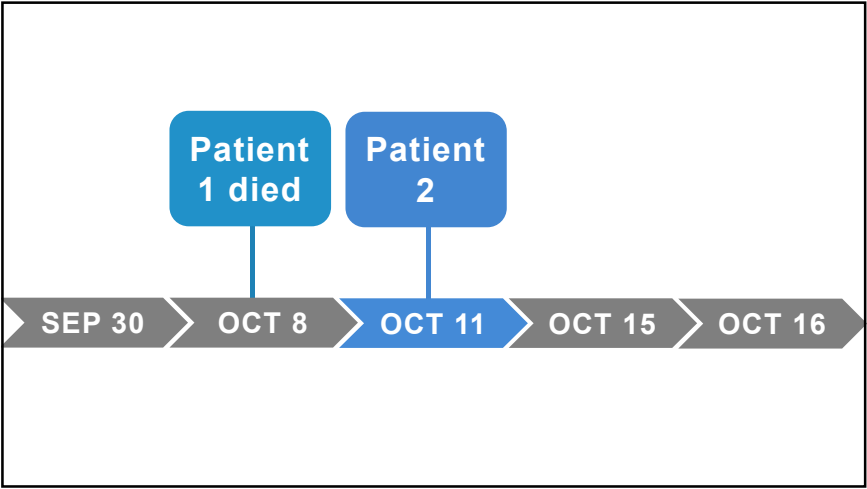 Patient
1 died
Patient
2
SEP 30
OCT 8
OCT 11
OCT 15
OCT 16